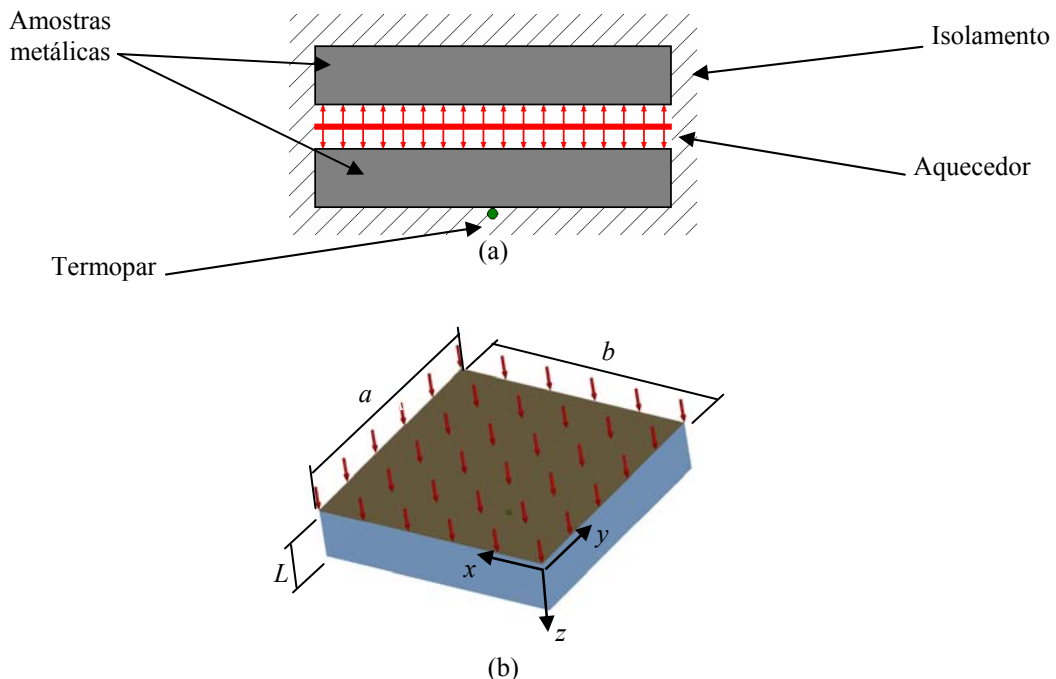 Amostras
metálicas
Isolamento
Aquecedor
(a)
Termopar
b
a
y
x
L
z
(b)